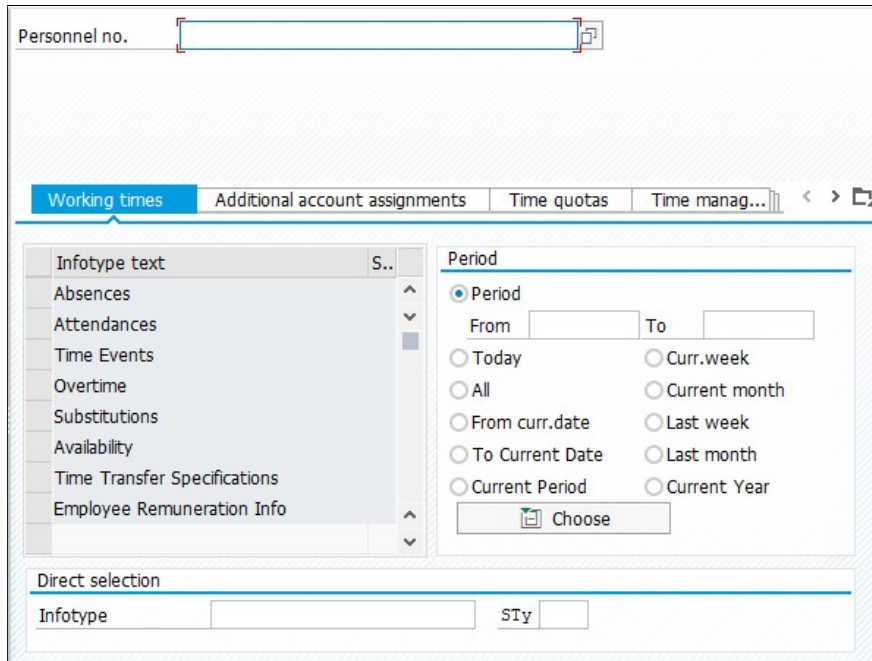 Personnel no.
Working times Additional account assignments Time quotas Time manag...
Infotype text S..
Absences
Attendances
Time Events
Overtime
Substitutions
Availability
Time Transfer Specifications
Employee Remuneration Info
Period
Period
From To
Today Curr.week
All Current month
From curr.date Last week
To Current Date Last month
Current Period Current Year
Choose
Direct selection
Infotype STy